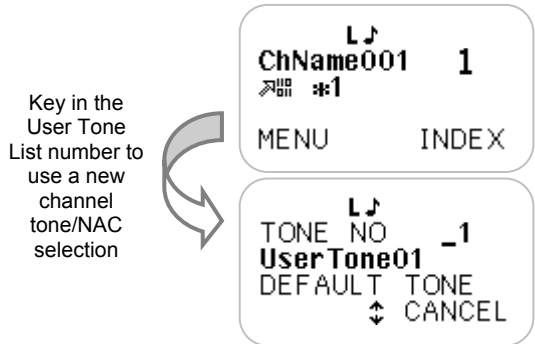 Key in the
User Tone
List number to
use a new
channel
tone/NAC
selection
L♪
ChName001 1
*1
MENU INDEX
L♪
TONE NO _1
UserTone01
DEFAULT TONE
CANCEL